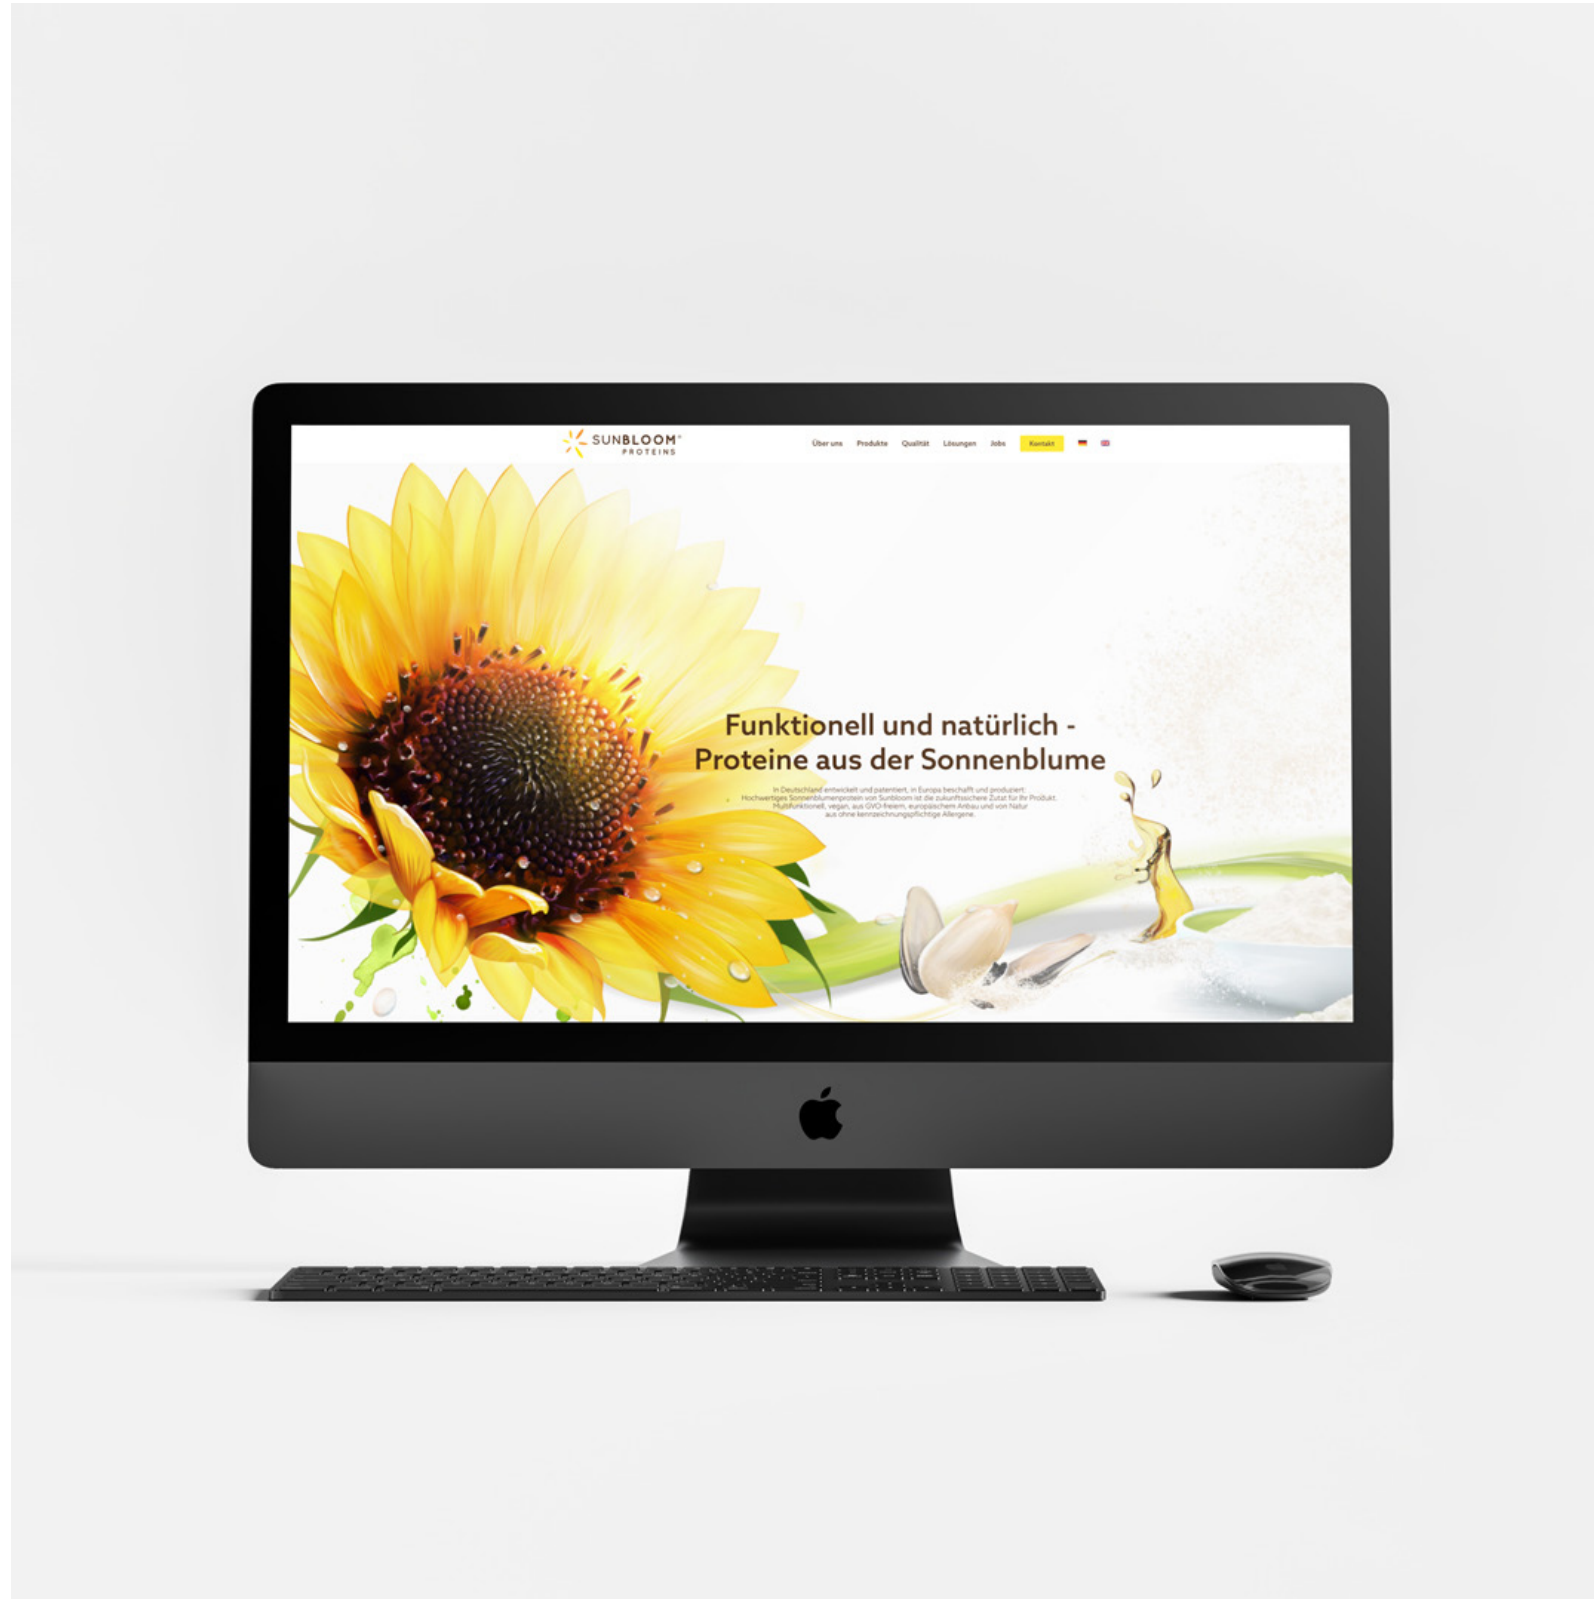 SUNBLOOM®
PROTEINS
Über uns Produkte Qualität Lösungen Jobs Kontakt
Funktionell und natürlich -
Proteine aus der Sonnenblume
In Deutschland entwickelt und patentiert, in Europa beschafft und produziert:
Hochwertiges Sonnenblumenprotein von Sunbloom ist die zukunftssichere Zutat für Ihr Produkt.
Multifunktionell, vegan, aus GVO-freiem, europäischem Anbau und von Natur
aus ohne kennzeichnungspflichtige Allergene.